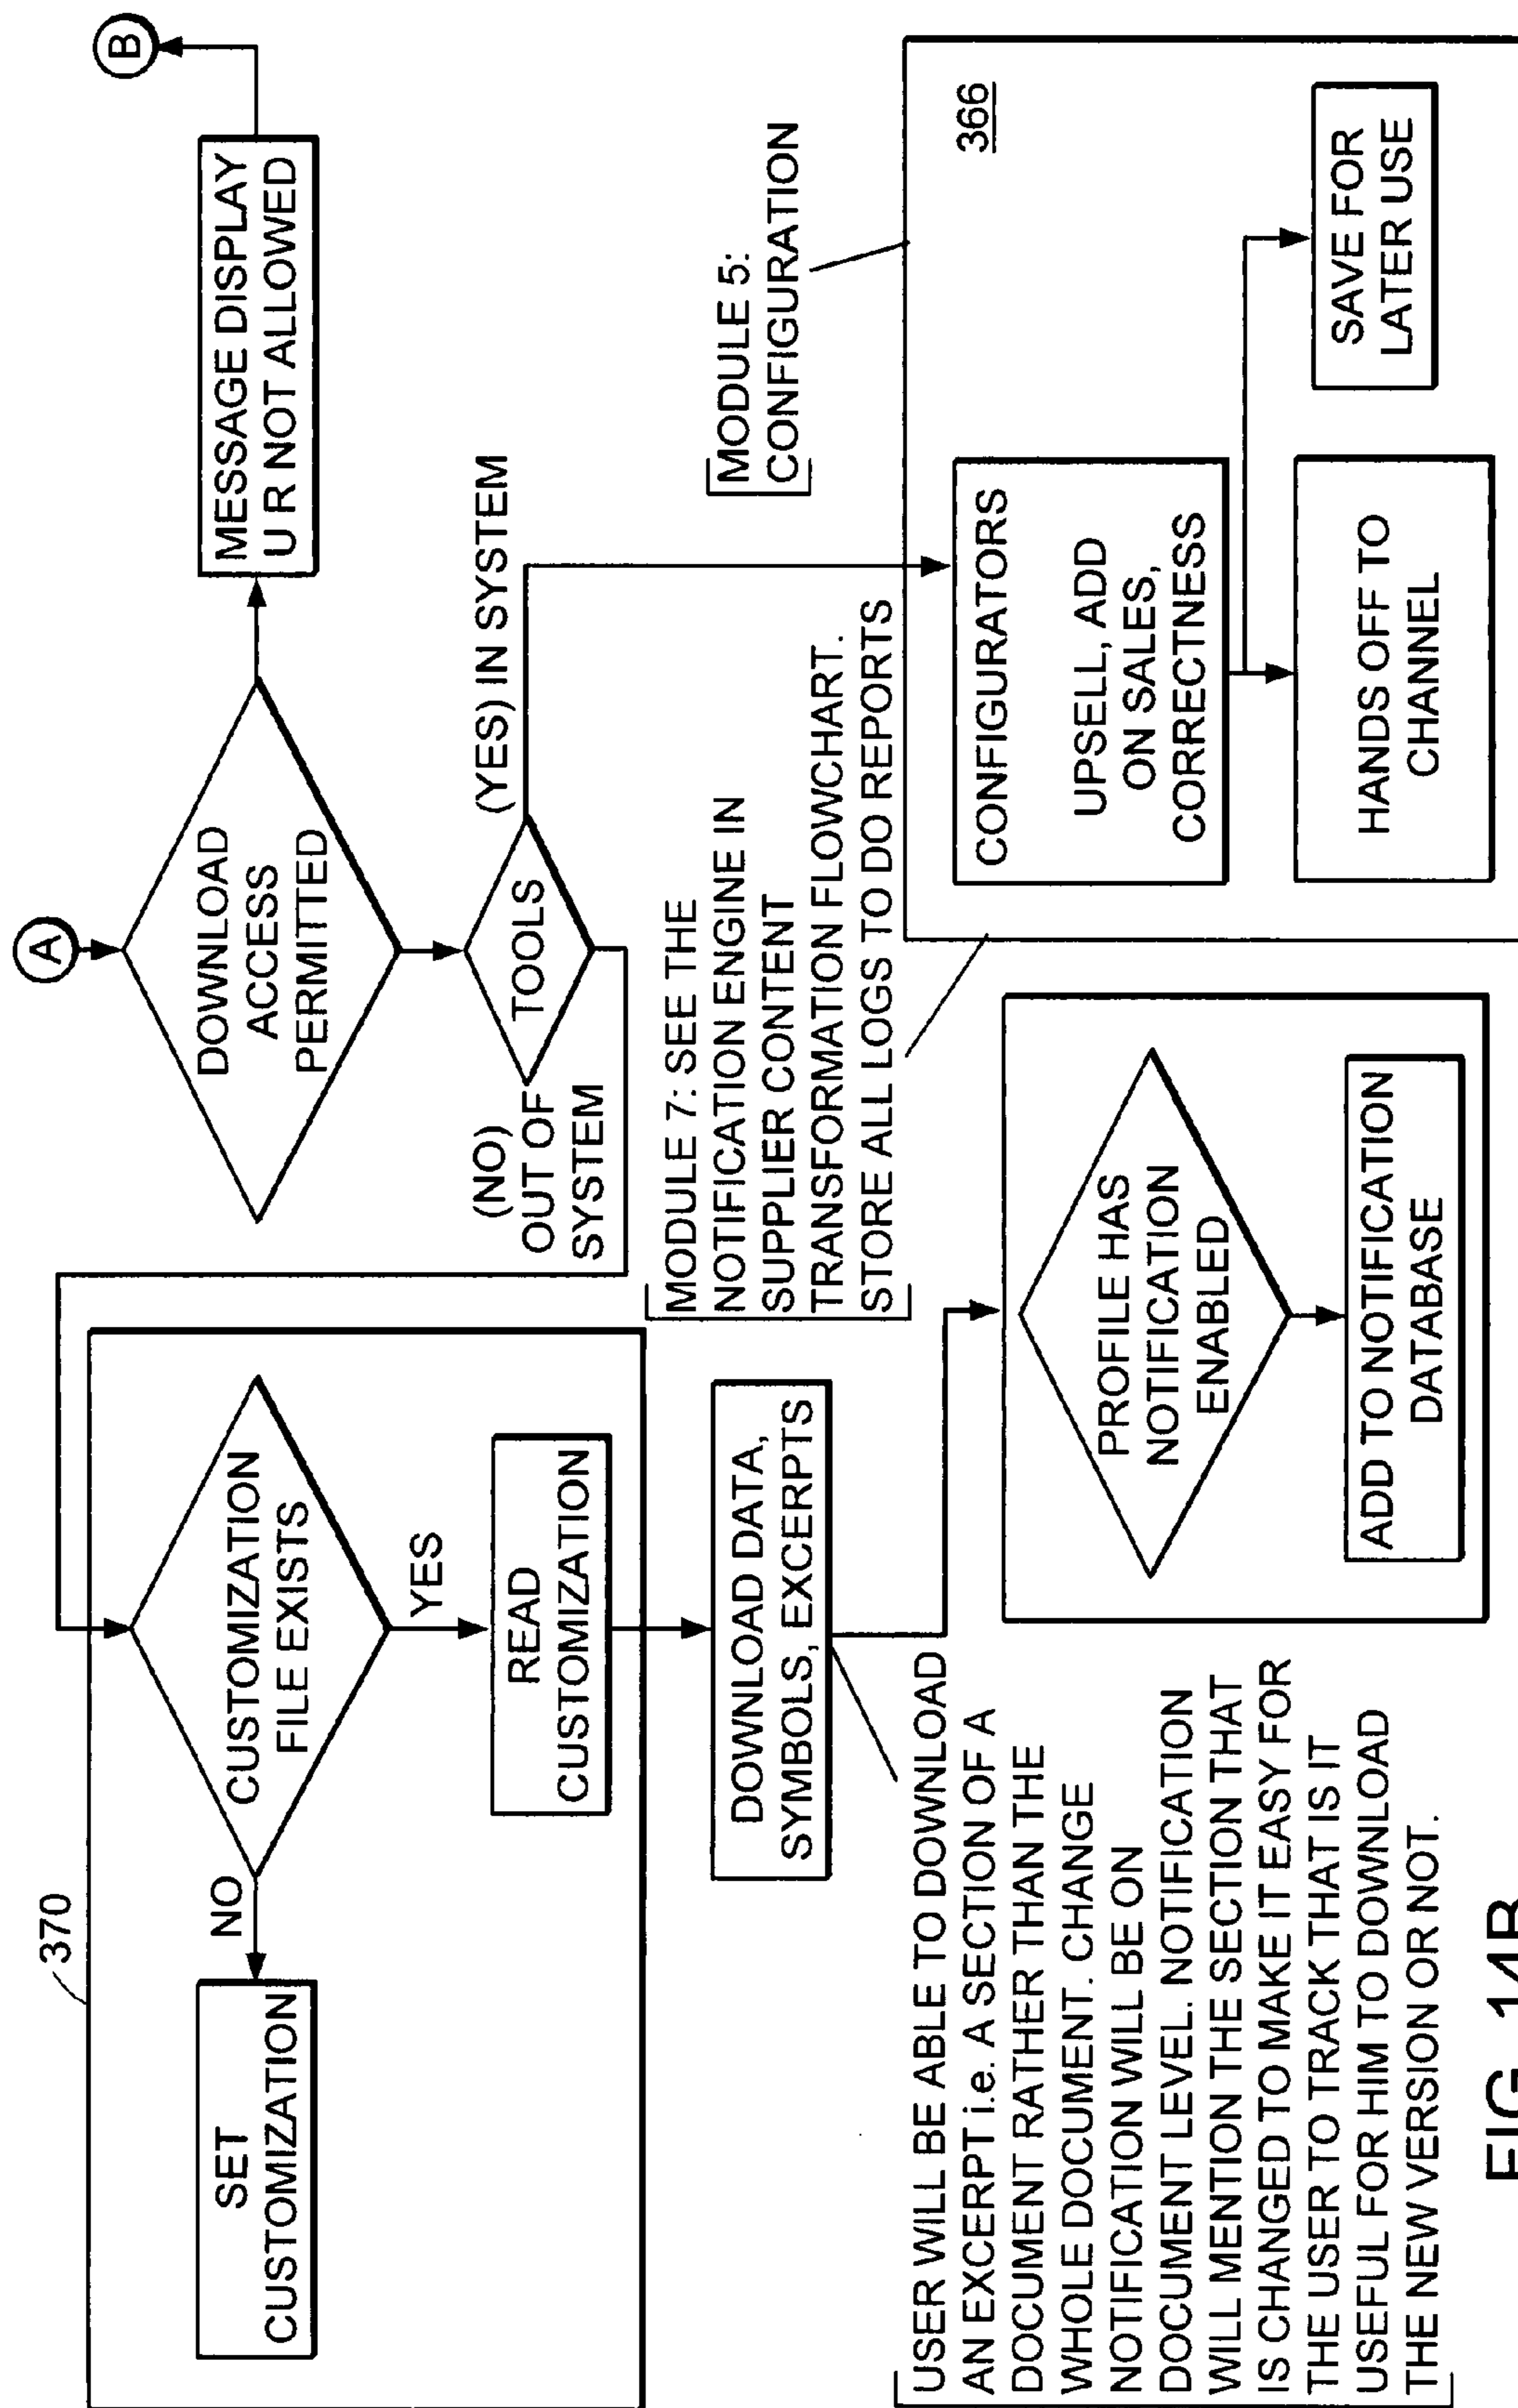 370
SET
CUSTOMIZATION
NO
CUSTOMIZATION
FILE EXISTS
YES
READ
CUSTOMIZATION
DOWNLOAD DATA,
SYMBOLS, EXCERPTS
A
DOWNLOAD
ACCESS
PERMITTED
MESSAGE DISPLAY
U R NOT ALLOWED
B
TOOLS
(NO)
OUT OF
SYSTEM
(YES) IN SYSTEM
MODULE 5:
CONFIGURATION
MODULE 7: SEE THE
NOTIFICATION ENGINE IN
SUPPLIER CONTENT
TRANSFORMATION FLOWCHART.
STORE ALL LOGS TO DO REPORTS
366
CONFIGURATORS
UPSELL, ADD
ON SALES,
CORRECTNESS
SAVE FOR
LATER USE
HANDS OFF TO
CHANNEL
USER WILL BE ABLE TO DOWNLOAD
AN EXCERPT i.e. A SECTION OF A
DOCUMENT RATHER THAN THE
WHOLE DOCUMENT. CHANGE
NOTIFICATION WILL BE ON
DOCUMENT LEVEL. NOTIFICATION
WILL MENTION THE SECTION THAT
IS CHANGED TO MAKE IT EASY FOR
THE USER TO TRACK THAT IS IT
USEFUL FOR HIM TO DOWNLOAD
THE NEW VERSION OR NOT.
PROFILE HAS
NOTIFICATION
ENABLED
ADD TO NOTIFICATION
DATABASE
FIG. 14B